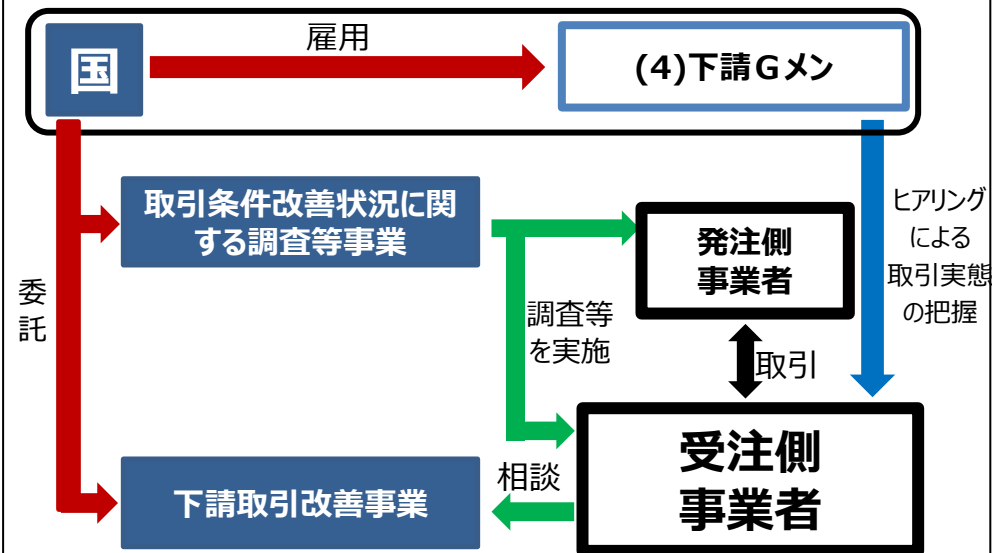 国
雇用
(4)下請Gメン
取引条件改善状況に関
する調査等事業
発注側
事業者
ヒアリング
による
取引実態
の把握
委
託
調査等
を実施
取引
受注側
事業者
相談
下請取引改善事業